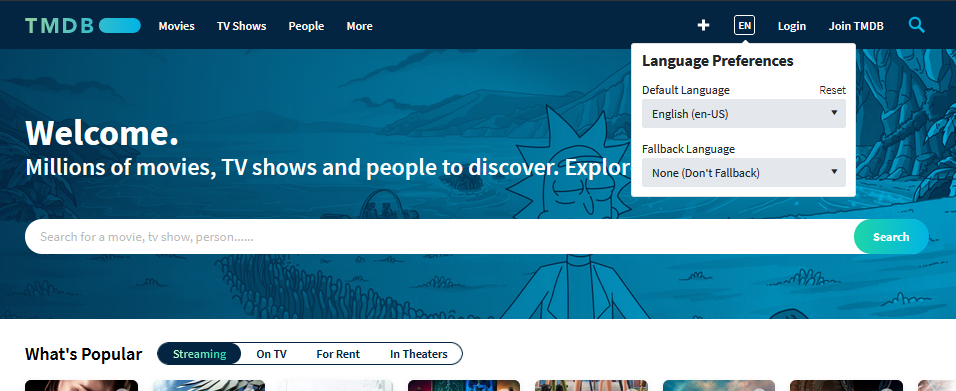 TMDB Movies TV Shows People More EN Login Join TMDB
Language Preferences
Default Language Reset
English (en-US)
Fallback Language
None (Don't Fallback)
Welcome.
Millions of movies, TV shows and people to discover. Explor
Search for a movie, tv show, person...... Search
What's Popular Streaming On TV For Rent In Theaters